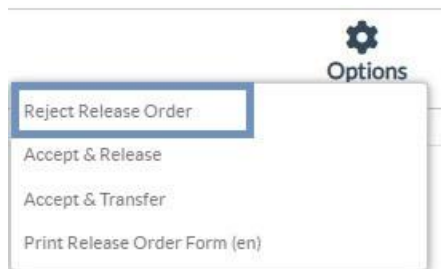 Options
Reject Release Order
Accept & Release
Accept & Transfer
Print Release Order Form (en)